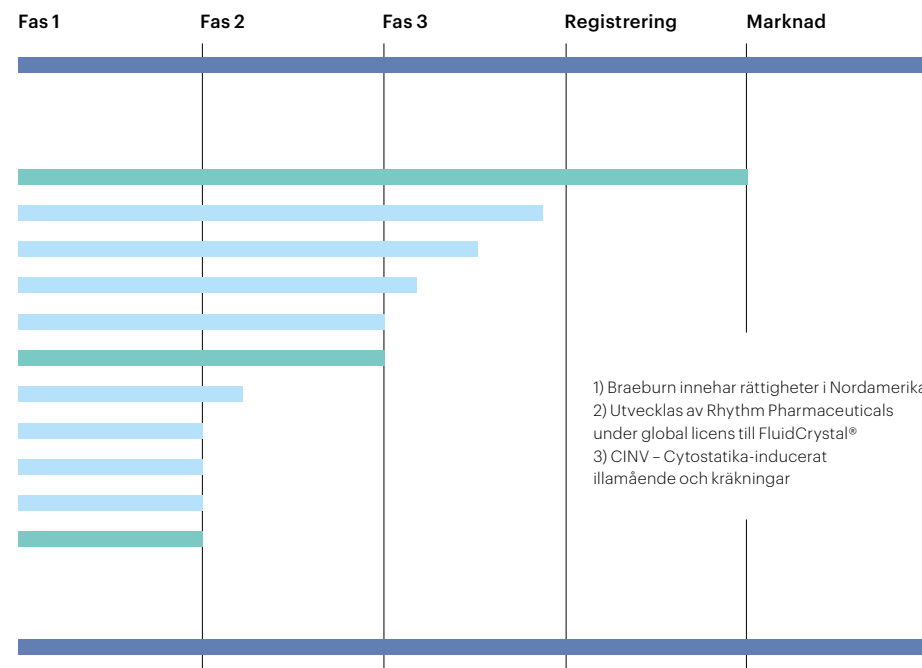 Fas 1 Fas 2 Fas 3 Registrering Marknad
1) Braeburn innehar rättigheter i Nordamerika
2) Utvecklas av Rhythm Pharmaceuticals
under global licens till FluidCrystal®
3) CINV – Cytostatika-inducerat
illamående och kräkningar